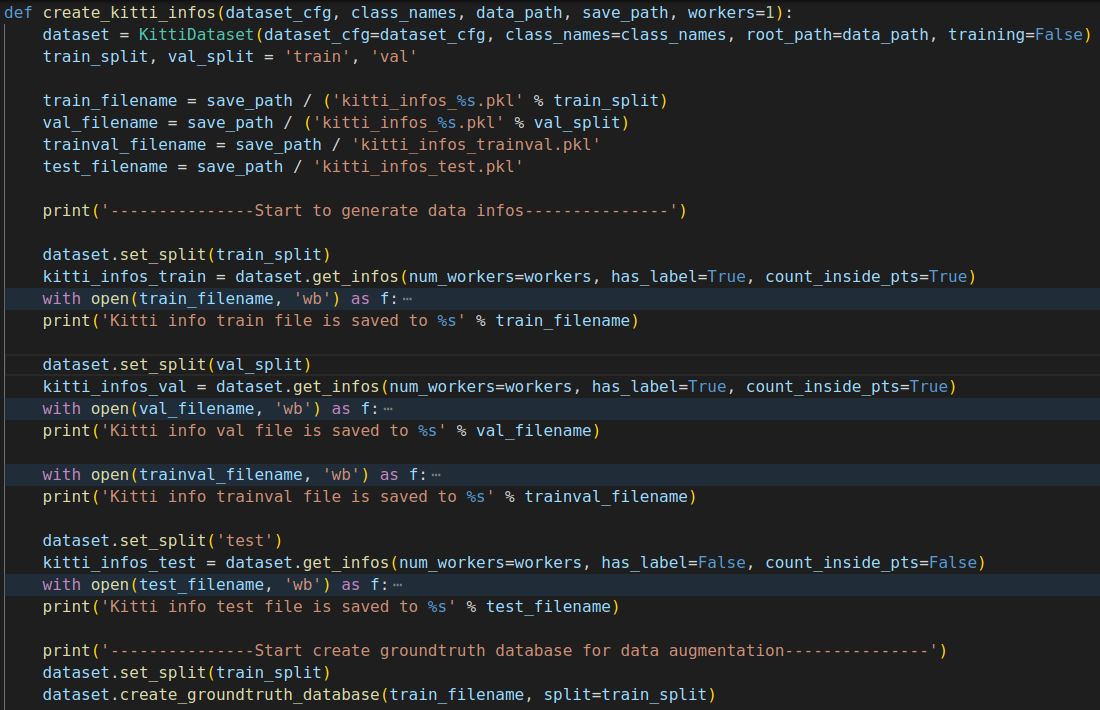 def create_kitti_infos(dataset_cfg, class_names, data_path, save_path, workers=1):
    dataset = KittiDataset(dataset_cfg=dataset_cfg, class_names=class_names, root_path=data_path, training=False)
    train_split, val_split = 'train', 'val'

    train_filename = save_path / ('kitti_infos_%s.pkl' % train_split)
    val_filename = save_path / ('kitti_infos_%s.pkl' % val_split)
    trainval_filename = save_path / 'kitti_infos_trainval.pkl'
    test_filename = save_path / 'kitti_infos_test.pkl'

    print('---------------Start to generate data infos---------------')

    dataset.set_split(train_split)
    kitti_infos_train = dataset.get_infos(num_workers=workers, has_label=True, count_inside_pts=True)
    with open(train_filename, 'wb') as f:⋯
    print('Kitti info train file is saved to %s' % train_filename)

    dataset.set_split(val_split)
    kitti_infos_val = dataset.get_infos(num_workers=workers, has_label=True, count_inside_pts=True)
    with open(val_filename, 'wb') as f:⋯
    print('Kitti info val file is saved to %s' % val_filename)

    with open(trainval_filename, 'wb') as f:⋯
    print('Kitti info trainval file is saved to %s' % trainval_filename)

    dataset.set_split('test')
    kitti_infos_test = dataset.get_infos(num_workers=workers, has_label=False, count_inside_pts=False)
    with open(test_filename, 'wb') as f:⋯
    print('Kitti info test file is saved to %s' % test_filename)

    print('---------------Start create groundtruth database for data augmentation---------------')
    dataset.set_split(train_split)
    dataset.create_groundtruth_database(train_filename, split=train_split)